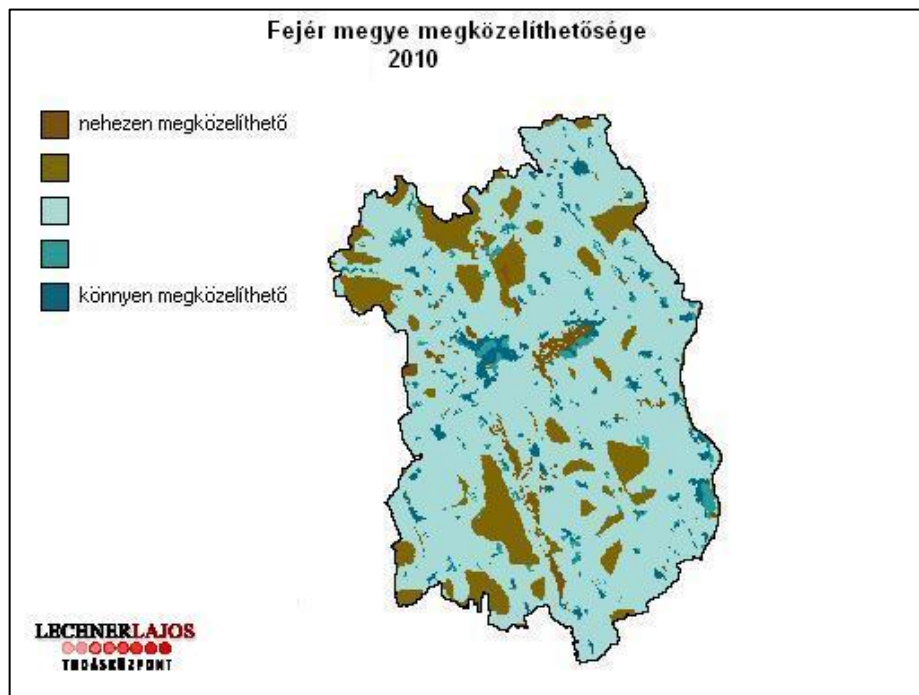 Fejér megye megközelíthetősége
2010
nehezen megközelíthető
könnyen megközelíthető
LECHNERLAJOS
TUDÁSKÖZPONT